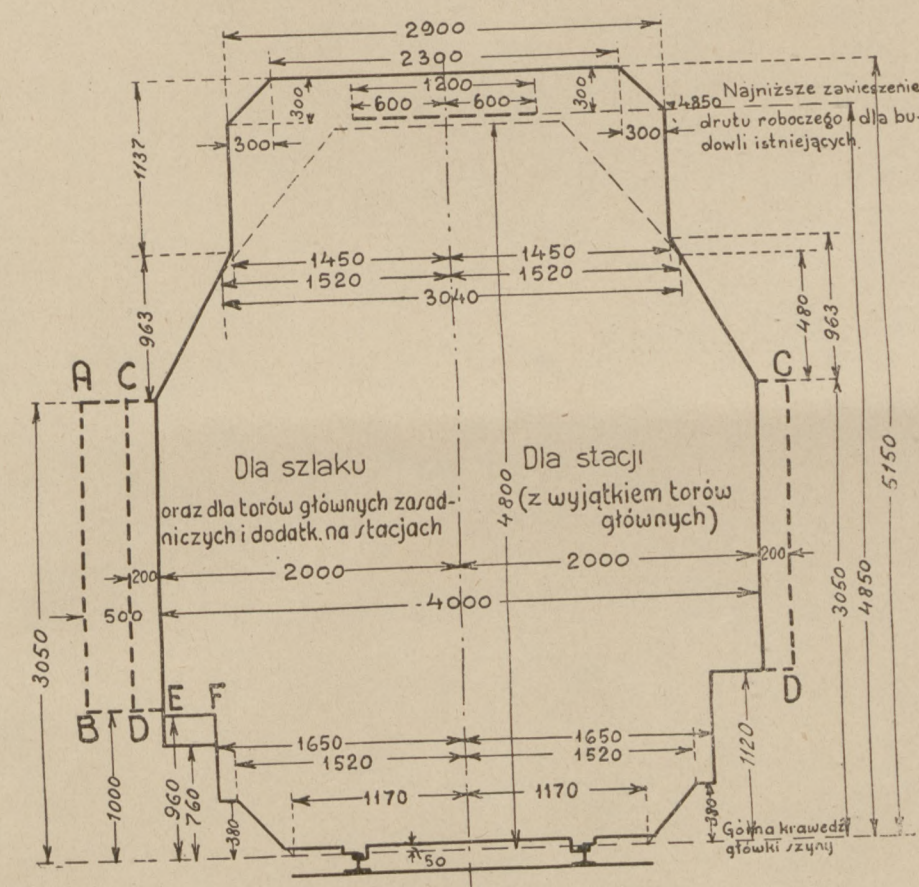 2900
2300
1200
600 600
300
300
4850 Najniższe zawieszenie
drutu roboczego dla bu-
dowli istniejących.
300
300
1137
1450 1450
1520 1520
3040
963
480
963
A C
C
Dla szlaku
oraz dla torów głównych zasad-
niczych i dodatk. na stacjach
Dla stacji
(z wyjątkiem torów
głównych)
4800
5150
200 2000 2000 200
500
4000
3050
3050
4850
B D E F
D
1650 1650
1520 1520
1170 1170
1000
960
760
380
1120
380
50
Górna krawędź
główki szyny